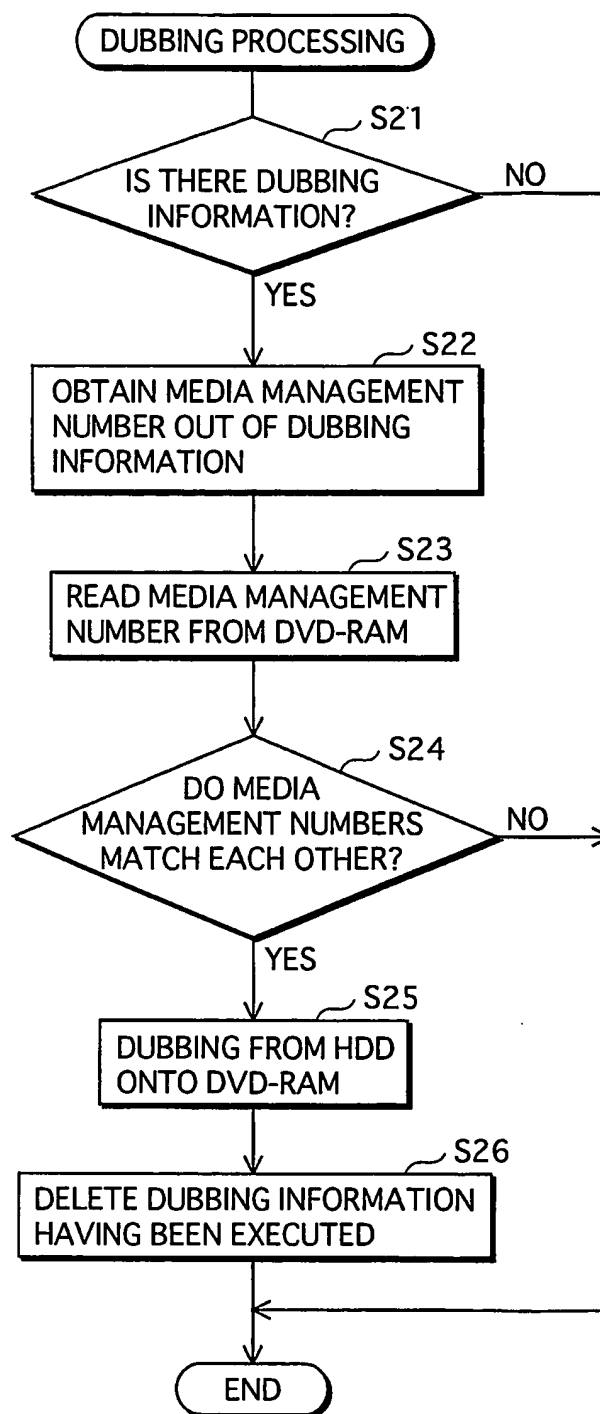 DUBBING PROCESSING
S21
IS THERE DUBBING
INFORMATION?
NO
YES
S22
OBTAIN MEDIA MANAGEMENT
NUMBER OUT OF DUBBING
INFORMATION
S23
READ MEDIA MANAGEMENT
NUMBER FROM DVD-RAM
S24
DO MEDIA
MANAGEMENT NUMBERS
MATCH EACH OTHER?
NO
YES
S25
DUBBING FROM HDD
ONTO DVD-RAM
S26
DELETE DUBBING INFORMATION
HAVING BEEN EXECUTED
END